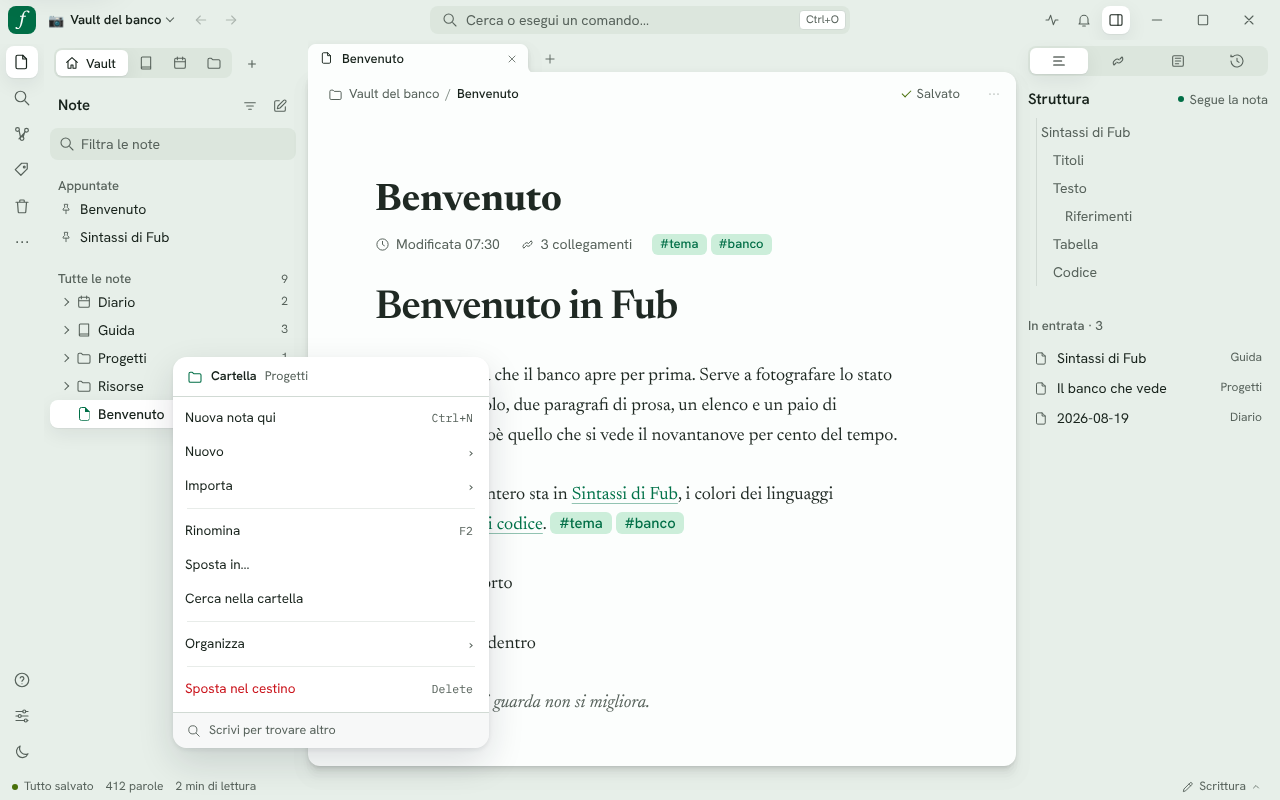 f
Vault del banco
Cerca o esegui un comando...
Ctrl+O
Vault
Note
Filtra le note
Appuntate
Benvenuto
Sintassi di Fub
Tutte le note 9
Diario 2
Guida 3
Progetti
Risorse
Benvenuto
Cartella Progetti
Nuova nota qui Ctrl+N
Nuovo
Importa
Rinomina F2
Sposta in...
Cerca nella cartella
Organizza
Sposta nel cestino Delete
Scrivi per trovare altro
Benvenuto
Vault del banco / Benvenuto
Salvato
Benvenuto
Modificata 07:30 3 collegamenti #tema #banco
Benvenuto in Fub
che il banco apre per prima. Serve a fotografare lo stato
due paragrafi di prosa, un elenco e un paio di
quello che si vede il novantanove per cento del tempo.
sta in Sintassi di Fub, i colori dei linguaggi
i codice. #tema #banco
dentro
guarda non si migliora.
Struttura
Segue la nota
Sintassi di Fub
Titoli
Testo
Riferimenti
Tabella
Codice
In entrata · 3
Sintassi di Fub Guida
Il banco che vede Progetti
2026-08-19 Diario
Tutto salvato 412 parole 2 min di lettura
Scrittura